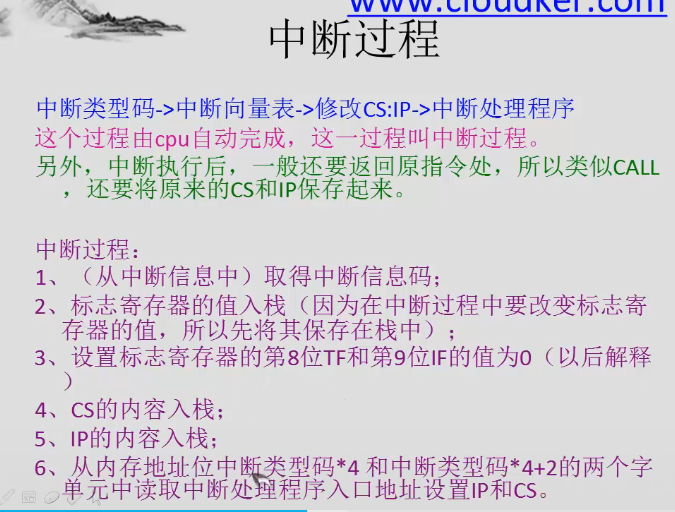 www.cloudker.com
中断过程
中断类型码->中断向量表->修改CS:IP->中断处理程序
这个过程由cpu自动完成，这一过程叫中断过程。
另外，中断执行后，一般还要返回原指令处，所以类似CALL
，还要将原来的CS和IP保存起来。
中断过程：
1、（从中断信息中）取得中断信息码；
2、标志寄存器的值入栈（因为在中断过程中要改变标志寄
存器的值，所以先将其保存在栈中）；
3、设置标志寄存器的第8位TF和第9位IF的值为0（以后解释
）
4、CS的内容入栈；
5、IP的内容入栈；
6、从内存地址位中断类型码*4 和中断类型码*4+2的两个字
单元中读取中断处理程序入口地址设置IP和CS。